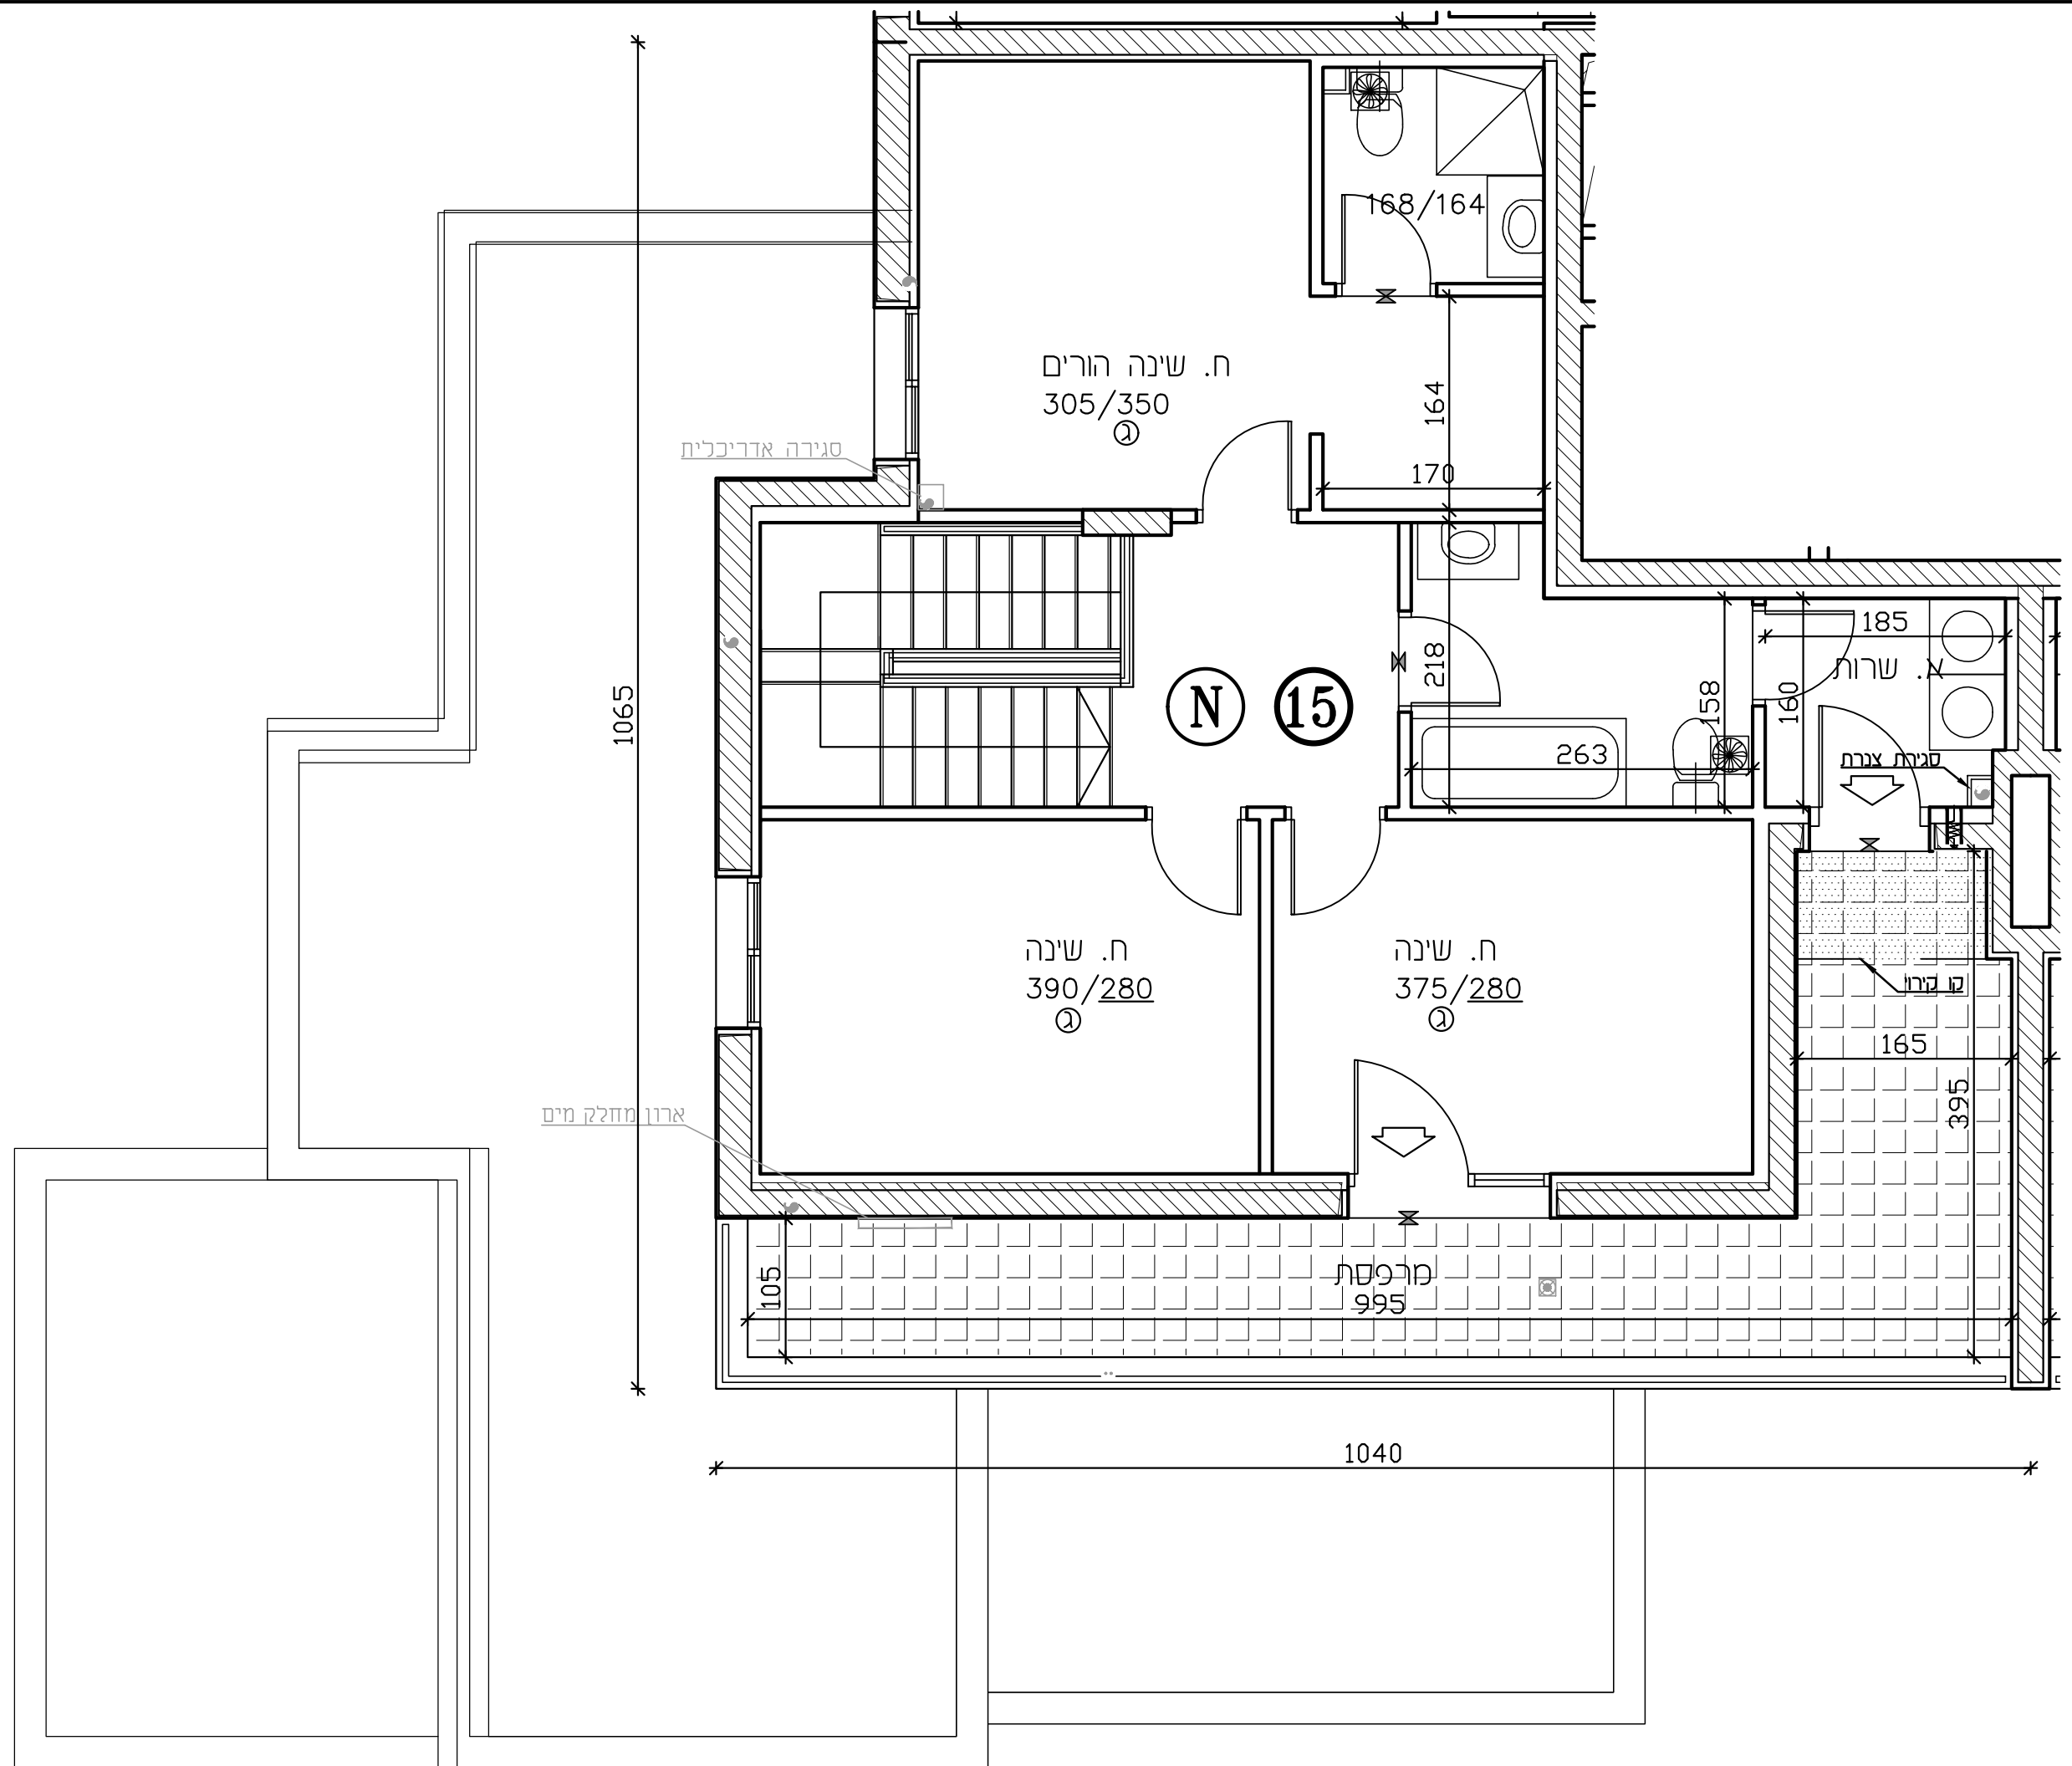 168/164
ח. שינה הורים
305/350
ג
164
170
סגירה אדריכלית
185
א. שרות
218
158
160
1065
N
15
263
סגירת צנרת
ח. שינה
390/280
ג
ח. שינה
375/280
ג
קו קירוי
165
395
ארון מחלק מים
105
מרפסת
995
1040